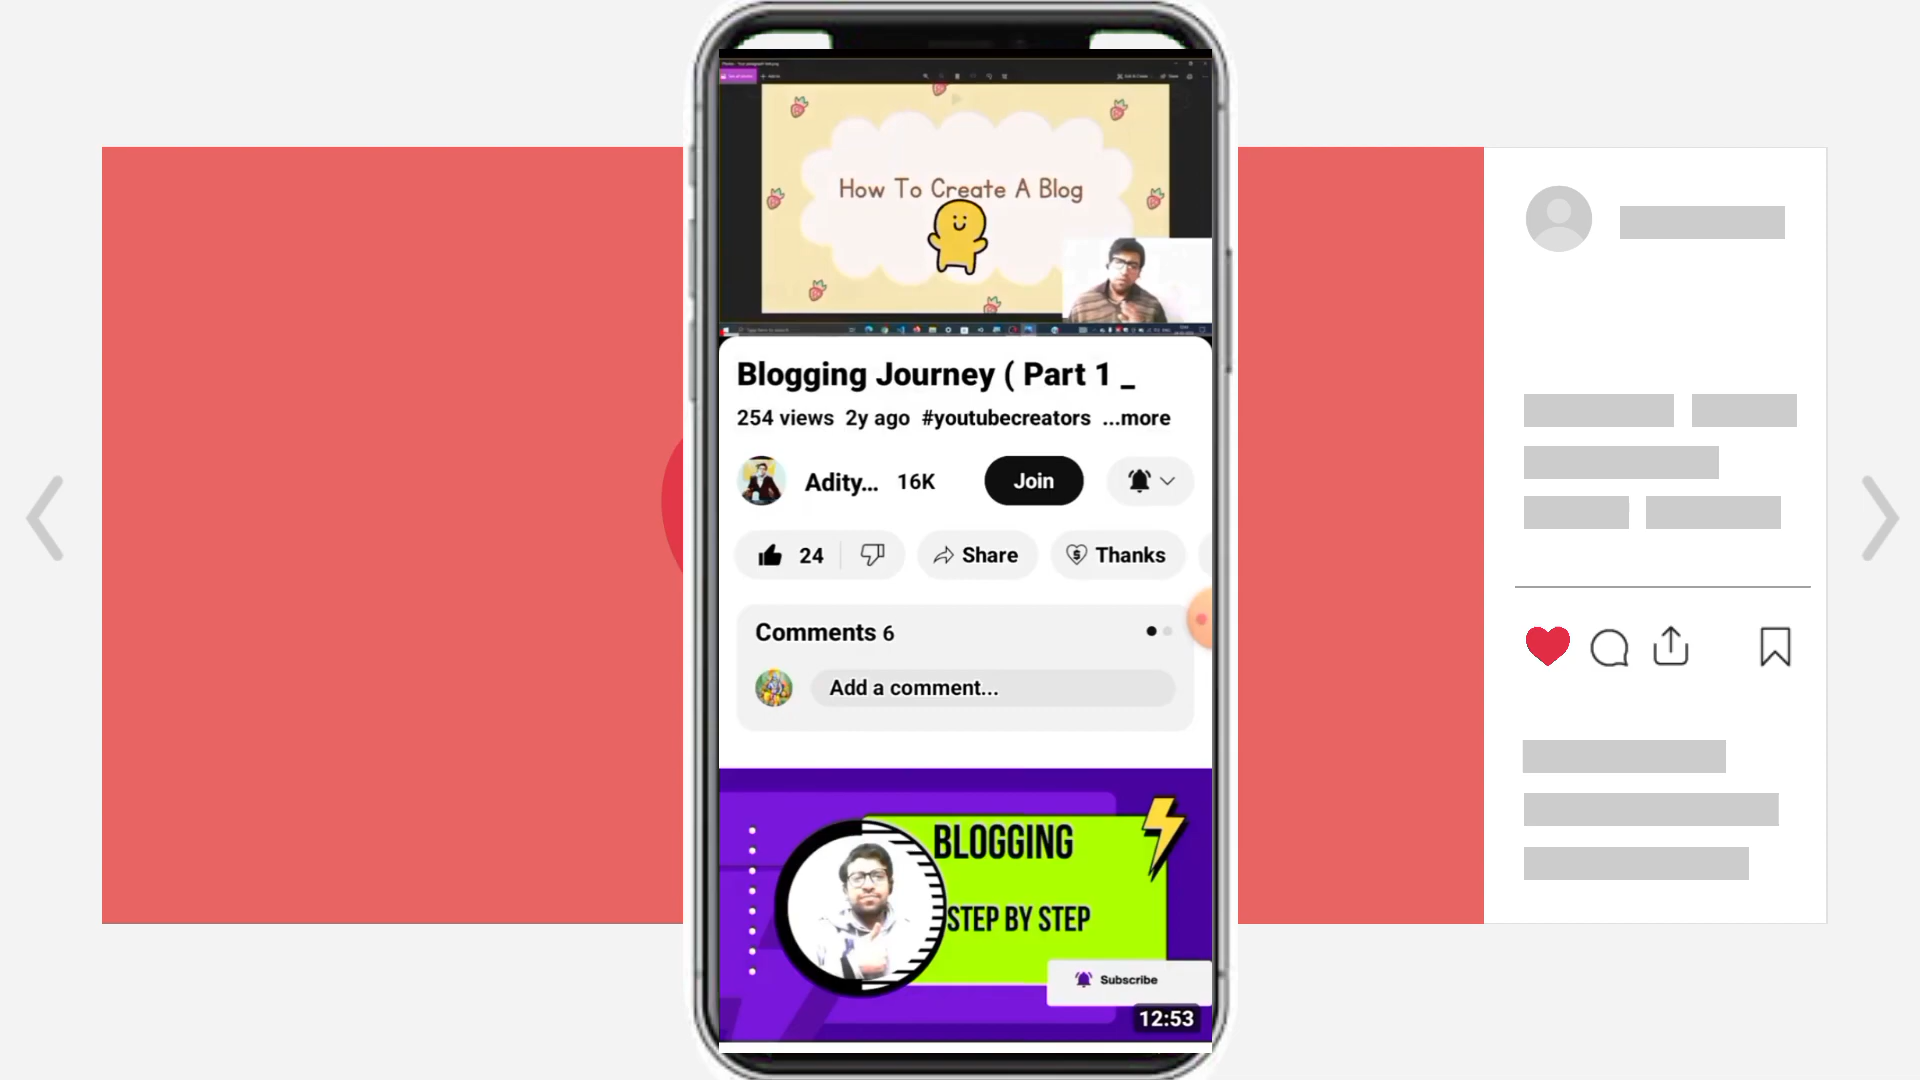 How To Create A Blog
Blogging Journey ( Part 1 _
254 views 2y ago #youtubecreators ...more
Adity... 16K Join
24 Share Thanks
Comments 6
Add a comment...
BLOGGING
STEP BY STEP
Subscribe
12:53